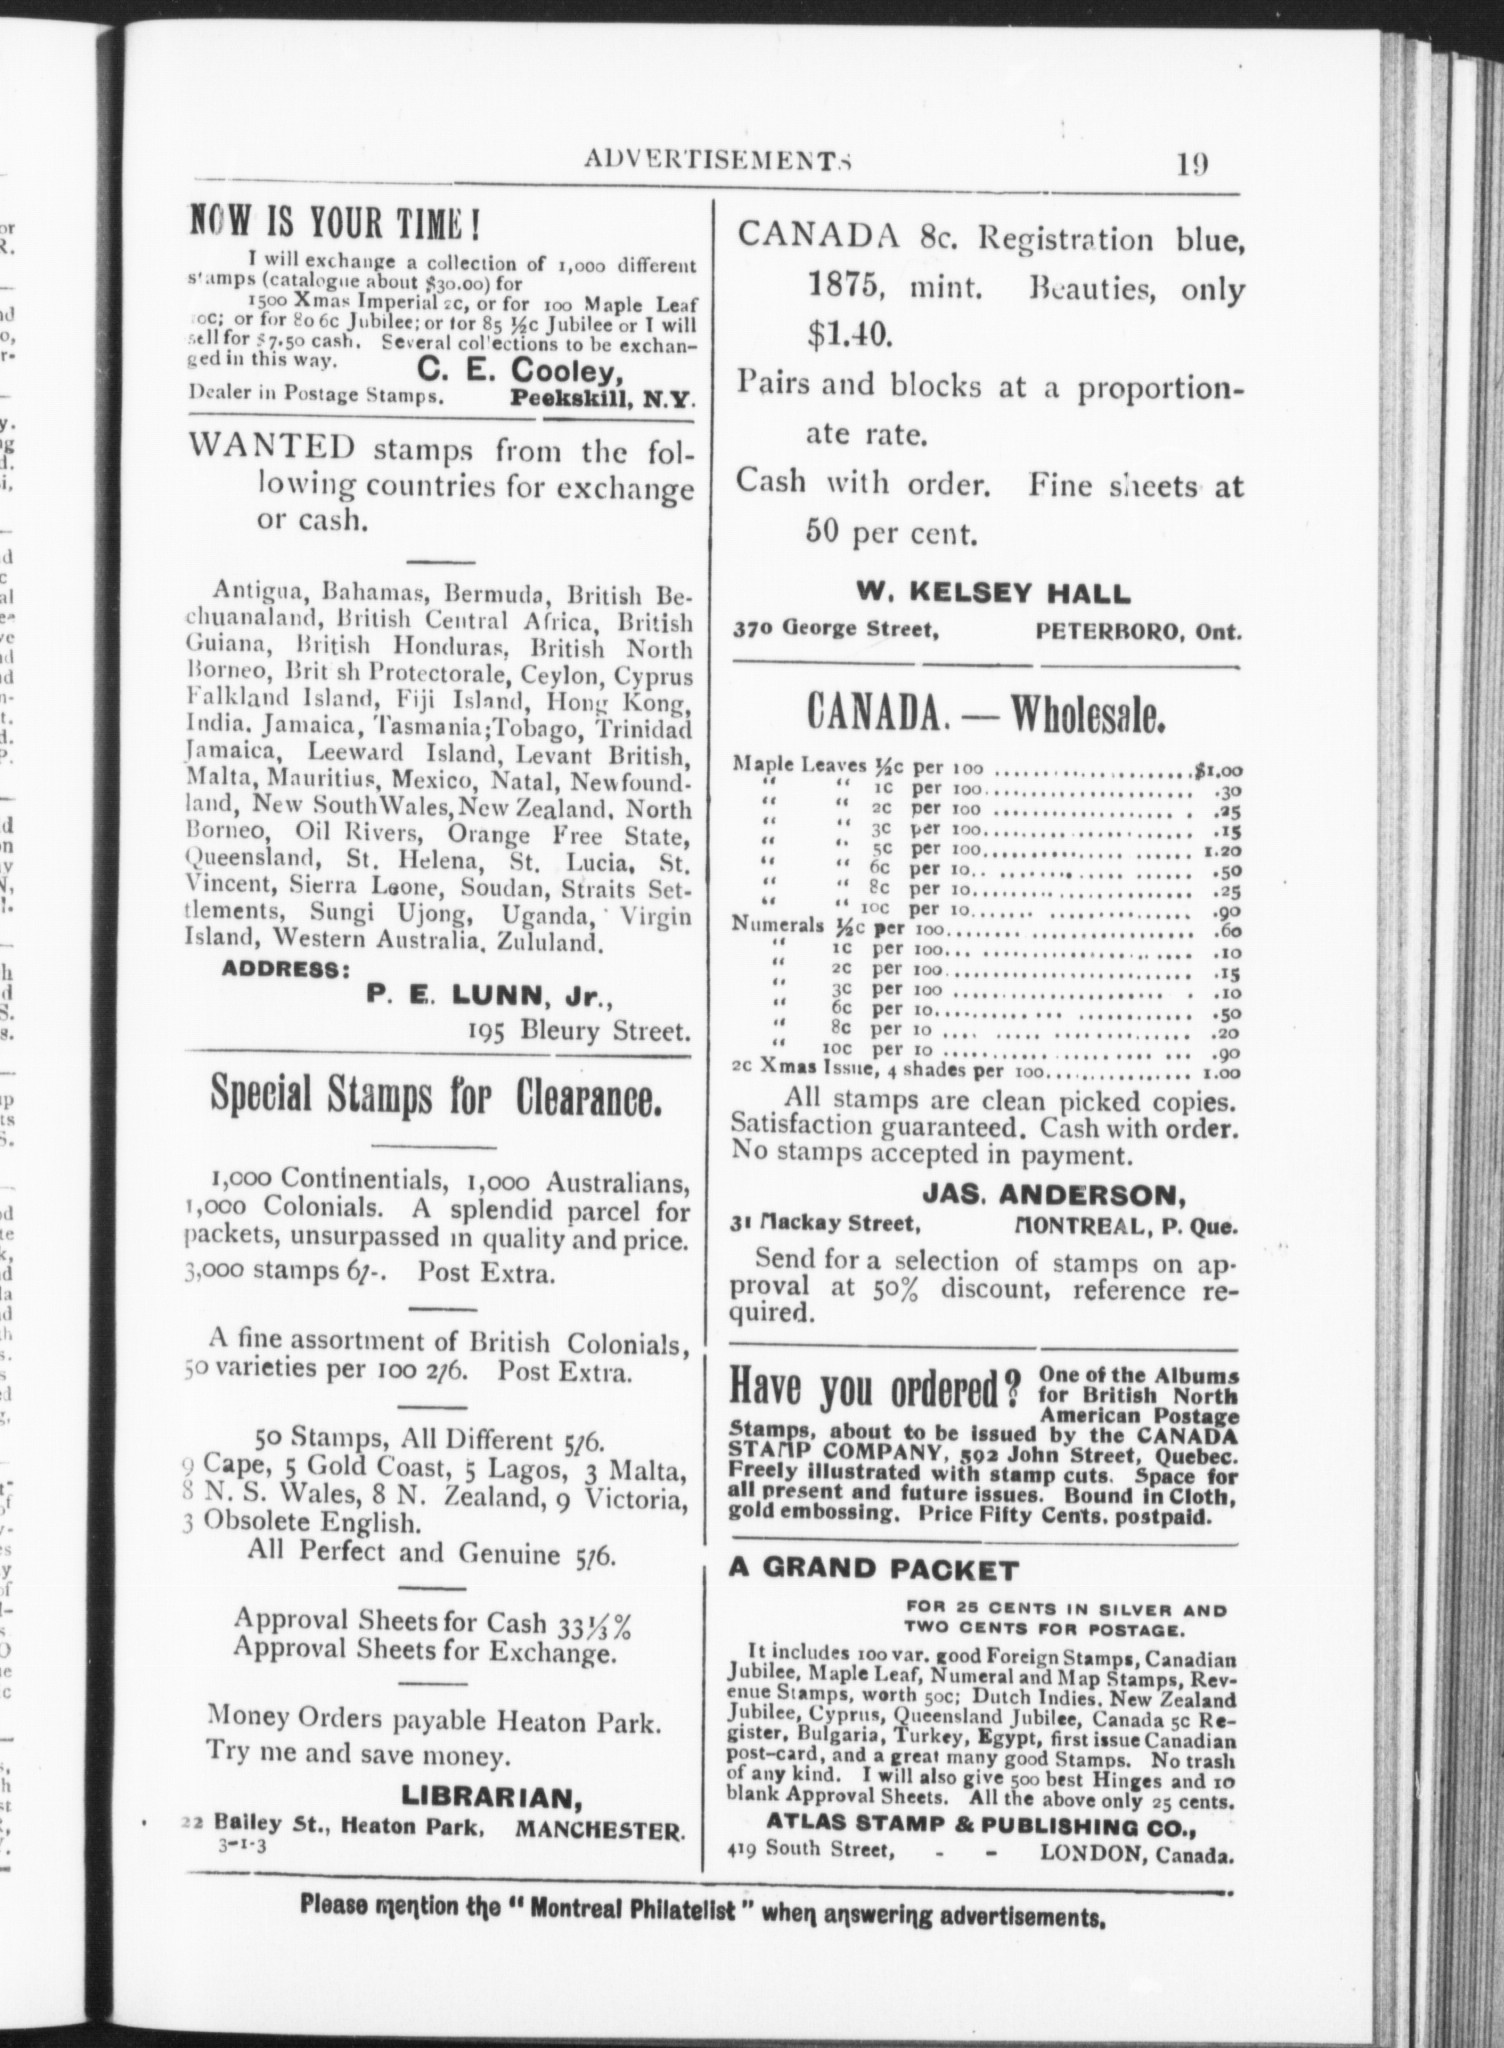 ADVERTISEMENTS 19
NOW IS YOUR TIME!
I will exchange a collection of 1,000 different
stamps (catalogue about $30.00) for
1500 Xmas Imperial 2c, or for 100 Maple Leaf
10c; or for 80 6c Jubilee; or for 85 ½c Jubilee or I will
sell for $7.50 cash. Several collections to be exchan-
ged in this way.
C. E. Cooley,
Dealer in Postage Stamps. Peekskill, N.Y.
WANTED stamps from the fol-
lowing countries for exchange
or cash.
Antigua, Bahamas, Bermuda, British Be-
chuanaland, British Central Africa, British
Guiana, British Honduras, British North
Borneo, Brit sh Protectorale, Ceylon, Cyprus
Falkland Island, Fiji Island, Hong Kong,
India. Jamaica, Tasmania; Tobago, Trinidad
Jamaica, Leeward Island, Levant British,
Malta, Mauritius, Mexico, Natal, Newfound-
land, New South Wales, New Zealand, North
Borneo, Oil Rivers, Orange Free State,
Queensland, St. Helena, St. Lucia, St.
Vincent, Sierra Leone, Soudan, Straits Set-
tlements, Sungi Ujong, Uganda, Virgin
Island, Western Australia, Zululand.
ADDRESS:
P. E. LUNN, Jr.,
195 Bleury Street.
Special Stamps for Clearance.
1,000 Continentials, 1,000 Australians,
1,000 Colonials. A splendid parcel for
packets, unsurpassed in quality and price.
3,000 stamps 6/-. Post Extra.
A fine assortment of British Colonials,
50 varieties per 100 2/6. Post Extra.
50 Stamps, All Different 5/6.
9 Cape, 5 Gold Coast, 5 Lagos, 3 Malta,
8 N. S. Wales, 8 N. Zealand, 9 Victoria,
3 Obsolete English.
All Perfect and Genuine 5/6.
Approval Sheets for Cash 33⅓%
Approval Sheets for Exchange.
Money Orders payable Heaton Park.
Try me and save money.
LIBRARIAN,
22 Bailey St., Heaton Park, MANCHESTER.
3-1-3
CANADA 8c. Registration blue,
1875, mint. Beauties, only
$1.40.
Pairs and blocks at a proportion-
ate rate.
Cash with order. Fine sheets at
50 per cent.
W. KELSEY HALL
370 George Street, PETERBORO, Ont.
CANADA. — Wholesale.
Maple Leaves ½c per 100 ........................$1.00
" " 1c per 100........................ .30
" " 2c per 100 ........................ .25
" " 3c per 100........................ .15
" " 5c per 100........................ 1.20
" " 6c per 10........................ .50
" " 8c per 10........................ .25
" " 10c per 10........................ .90
Numerals ½c per 100........................ .60
" 1c per 100........................ .10
" 2c per 100........................ .15
" 3c per 100 ........................ .10
" 6c per 10........................ .50
" 8c per 10 ........................ .20
" 10c per 10 ........................ .90
2c Xmas Issue, 4 shades per 100................ 1.00
All stamps are clean picked copies.
Satisfaction guaranteed. Cash with order.
No stamps accepted in payment.
JAS. ANDERSON,
31 Mackay Street, MONTREAL, P. Que.
Send for a selection of stamps on ap-
proval at 50% discount, reference re-
quired.
Have you ordered? One of the Albums
for British North
American Postage
Stamps, about to be issued by the CANADA
STAMP COMPANY, 592 John Street, Quebec.
Freely illustrated with stamp cuts. Space for
all present and future issues. Bound in Cloth,
gold embossing. Price Fifty Cents, postpaid.
A GRAND PACKET
FOR 25 CENTS IN SILVER AND
TWO CENTS FOR POSTAGE.
It includes 100 var. good Foreign Stamps, Canadian
Jubilee, Maple Leaf, Numeral and Map Stamps, Rev-
enue Stamps, worth 50c; Dutch Indies, New Zealand
Jubilee, Cyprus, Queensland Jubilee, Canada 5c Re-
gister, Bulgaria, Turkey, Egypt, first issue Canadian
post-card, and a great many good Stamps. No trash
of any kind. I will also give 500 best Hinges and 10
blank Approval Sheets. All the above only 25 cents.
ATLAS STAMP & PUBLISHING CO.,
419 South Street, - - LONDON, Canada.
Please mention the "Montreal Philatelist" when answering advertisements.